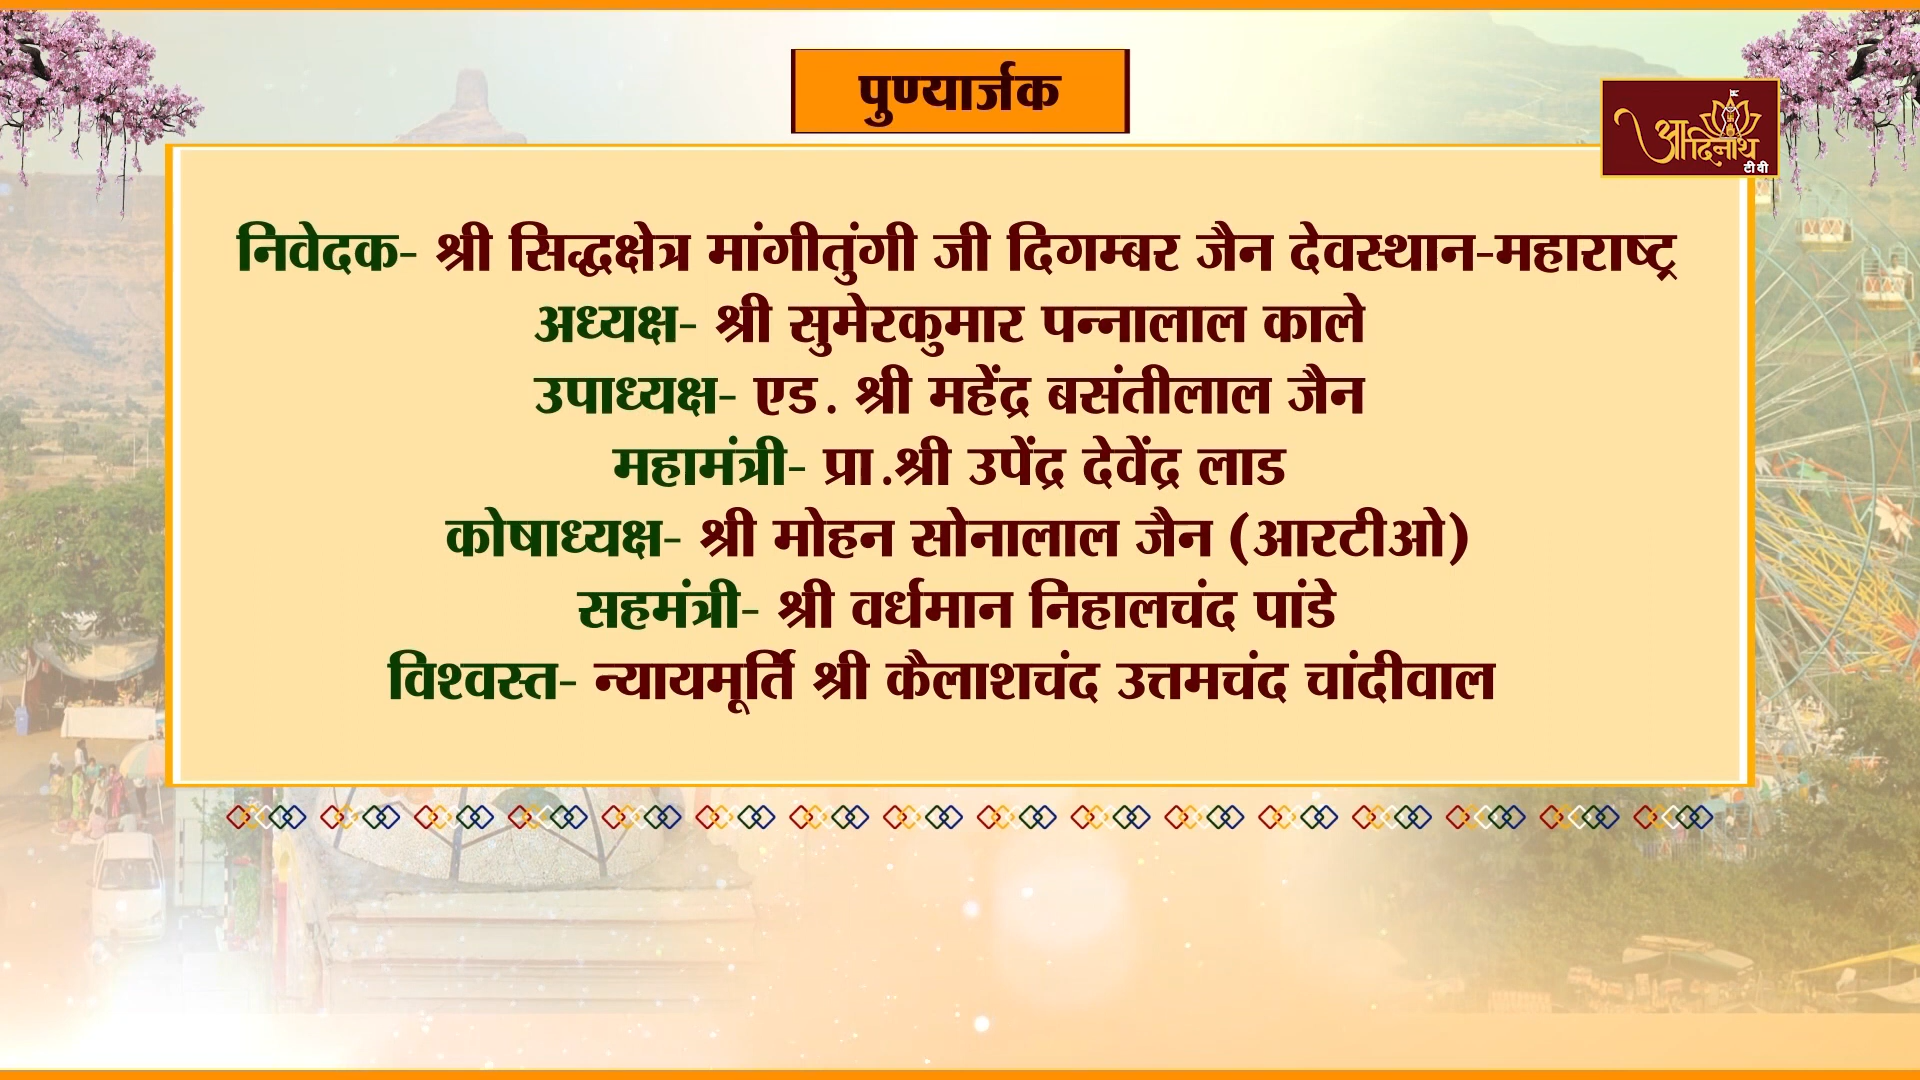 पुण्यार्जक
आदिनाथ
टीवी
निवेदक- श्री सिद्धक्षेत्र मांगीतुंगी जी दिगम्बर जैन देवस्थान-महाराष्ट्र
अध्यक्ष- श्री सुमेरकुमार पन्नालाल काले
उपाध्यक्ष- एड. श्री महेंद्र बसंतीलाल जैन
महामंत्री- प्रा.श्री उपेंद्र देवेंद्र लाड
कोषाध्यक्ष- श्री मोहन सोनालाल जैन (आरटीओ)
सहमंत्री- श्री वर्धमान निहालचंद पांडे
विश्वस्त- न्यायमूर्ति श्री कैलाशचंद उत्तमचंद चांदीवाल